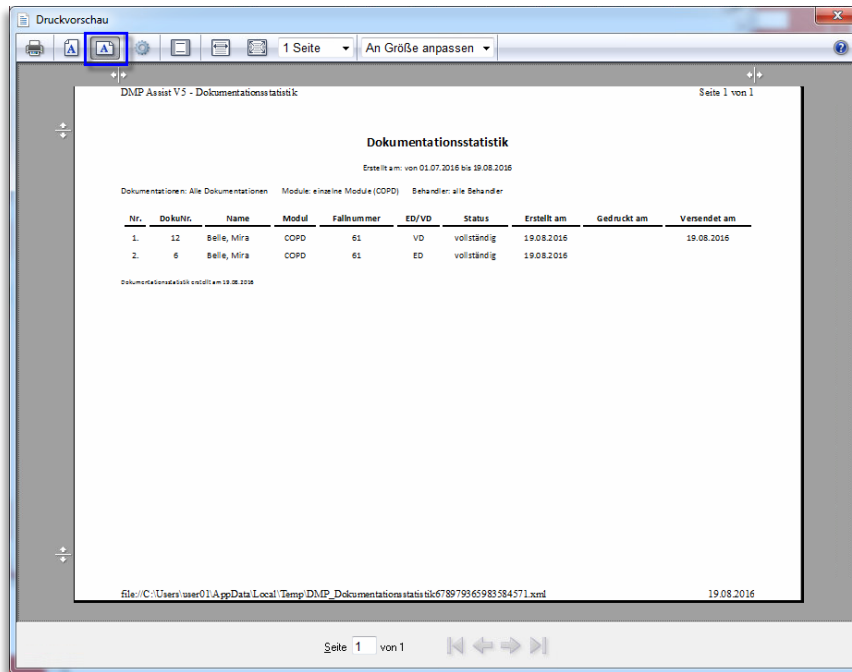 Druckvorschau
A A 1 Seite An Größe anpassen ?
DMP Assist V5 - Dokumentationsstatistik Seite 1 von 1
Dokumentationsstatistik
Erstellt am: von 01.07.2016 bis 19.08.2016
Dokumentationen: Alle Dokumentationen Module: einzelne Module (COPD) Behandler: alle Behandler
Nr. DokuNr. Name Modul Fallnummer ED/VD Status Erstellt am Gedruckt am Versendet am
1. 12 Belle, Mira COPD 61 VD vollständig 19.08.2016 19.08.2016
2. 6 Belle, Mira COPD 61 ED vollständig 19.08.2016
Dokumentationsstatistik erstellt am 19.08.2016
file://C:\Users\user01\AppData\Local\Temp\DMP_Dokumentationsstatistik678979365983584571.xml 19.08.2016
Seite 1 von 1